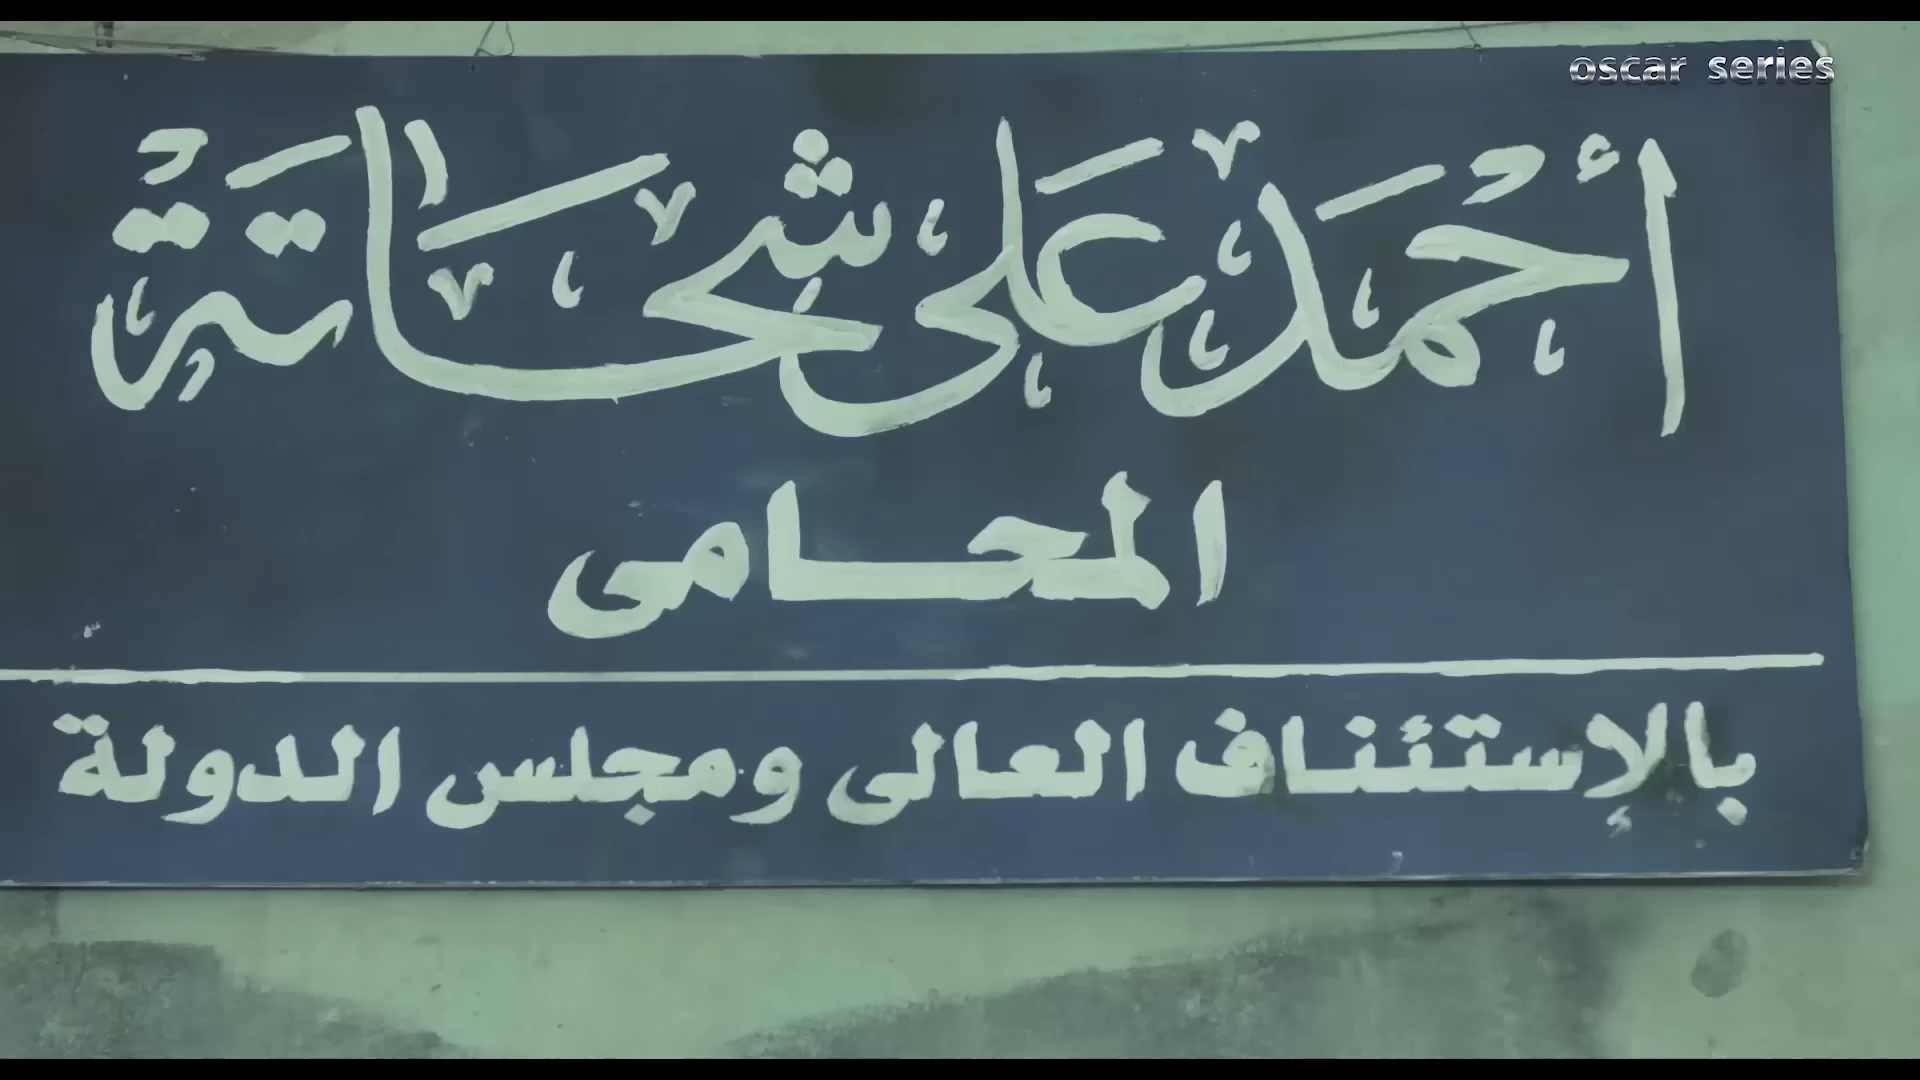 oscar series
أحمد على شحاتة
المحامى
بالإستئناف العالى ومجلس الدولة